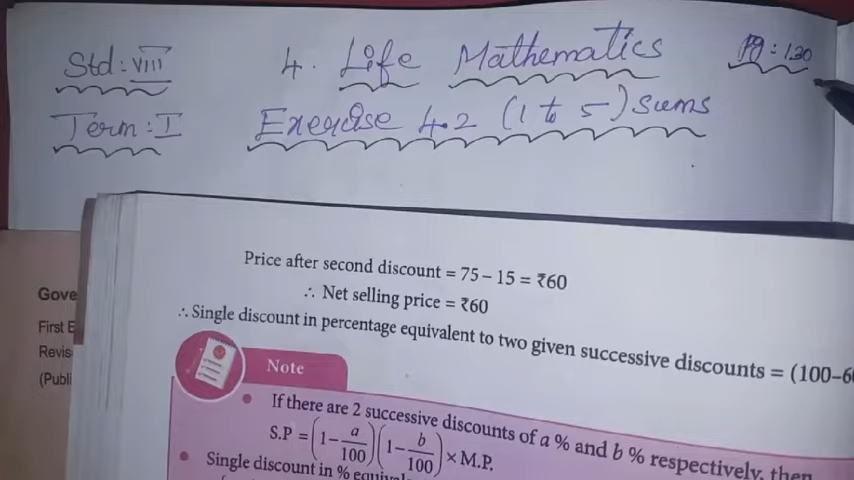 Std: VIII 4. Life Mathematics Pg: 130
Term: I Exercise 4.2 (1 to 5) sums
Price after second discount = 75 – 15 = ₹60
∴ Net selling price = ₹60
∴ Single discount in percentage equivalent to two given successive discounts = (100–6
Gove
First E
Revis
(Publi
Note
• If there are 2 successive discounts of a % and b % respectively, then
S.P = (1 – a/100)(1 – b/100) × M.P.
• Single discount in %